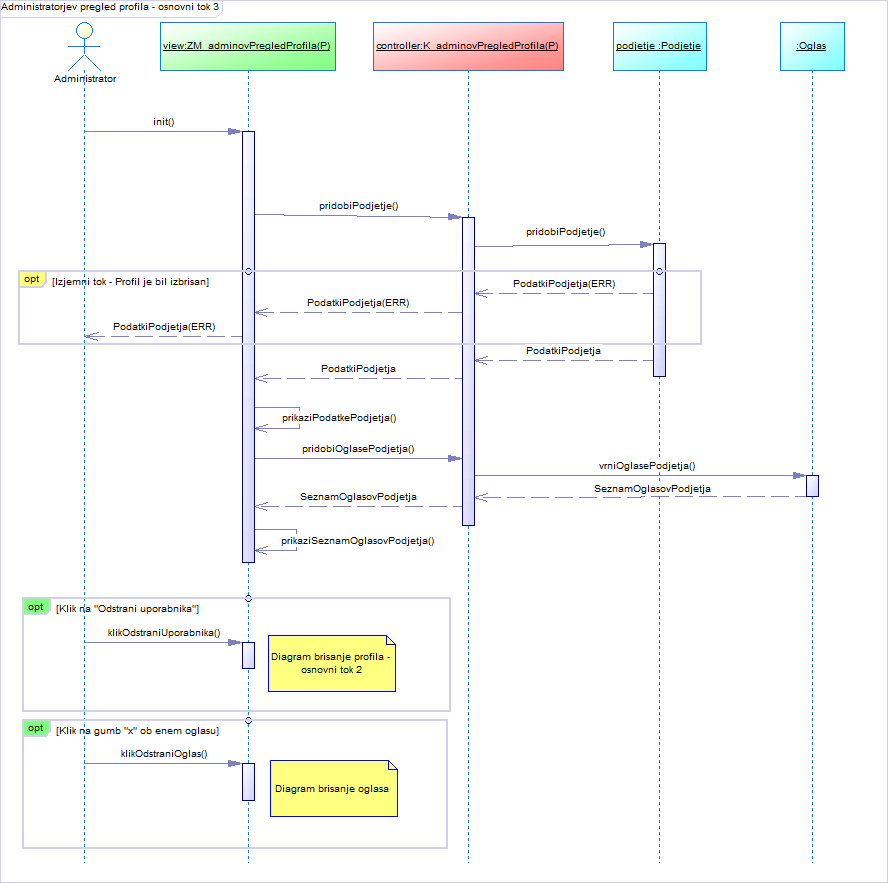 Administratorjev pregled profila - osnovni tok 3
view:ZM_adminovPregledProfila(P)
controller:K_adminovPregledProfila(P)
podjetje :Podjetje
:Oglas
Administrator
init()
pridobiPodjetje()
pridobiPodjetje()
opt
[Izjemni tok - Profil je bil izbrisan]
PodatkiPodjetja(ERR)
PodatkiPodjetja(ERR)
PodatkiPodjetja(ERR)
PodatkiPodjetja
PodatkiPodjetja
prikaziPodatkePodjetja()
pridobiOglasePodjetja()
vrniOglasePodjetja()
SeznamOglasovPodjetja
SeznamOglasovPodjetja
prikaziSeznamOglasovPodjetja()
opt
[Klik na "Odstrani uporabnika"]
klikOdstraniUporabnika()
Diagram brisanje profila -
osnovni tok 2
opt
[Klik na gumb "x" ob enem oglasu]
klikOdstraniOglas()
Diagram brisanje oglasa